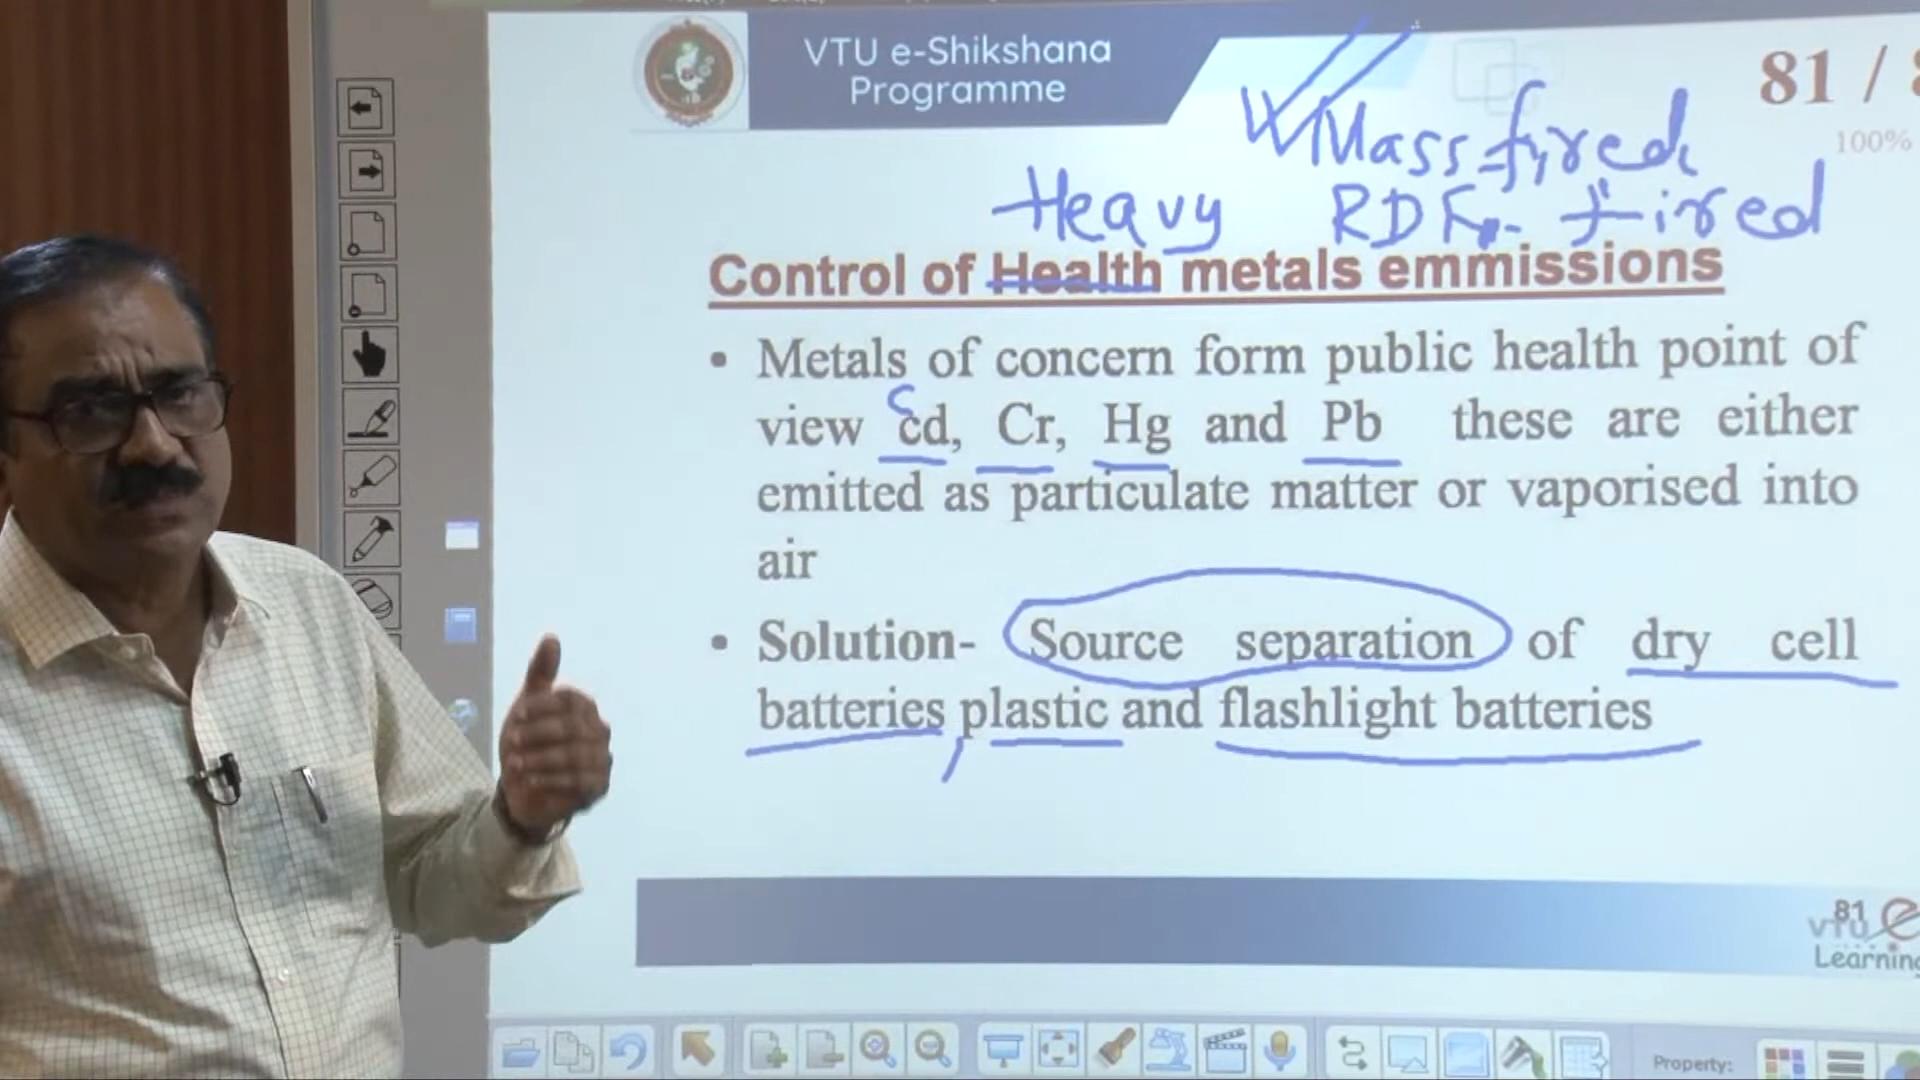 VTU e-Shikshana
Programme
81 /
100%
Mass-fired
Heavy RDF- fired
Control of Health metals emmissions
• Metals of concern form public health point of
view cd, Cr, Hg and Pb these are either
emitted as particulate matter or vaporised into
air
• Solution- Source separation of dry cell
batteries, plastic and flashlight batteries
81
VTU e
Learning
Property: